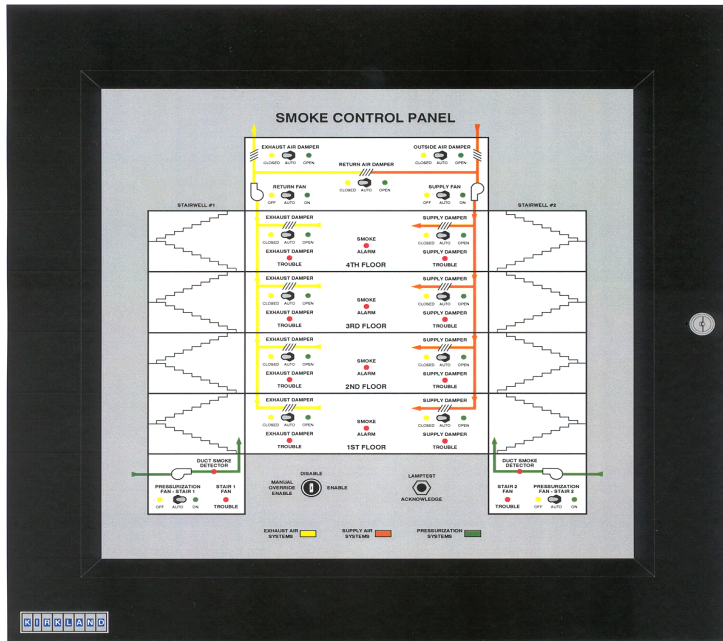 SMOKE CONTROL PANEL
EXHAUST AIR DAMPER
CLOSED AUTO OPEN
OUTSIDE AIR DAMPER
CLOSED AUTO OPEN
RETURN AIR DAMPER
CLOSED AUTO OPEN
RETURN FAN
OFF AUTO ON
SUPPLY FAN
OFF AUTO ON
STAIRWELL #1
STAIRWELL #2
EXHAUST DAMPER
CLOSED AUTO OPEN
EXHAUST DAMPER
TROUBLE
SMOKE
ALARM
4TH FLOOR
SUPPLY DAMPER
CLOSED AUTO OPEN
SUPPLY DAMPER
TROUBLE
EXHAUST DAMPER
CLOSED AUTO OPEN
EXHAUST DAMPER
TROUBLE
SMOKE
ALARM
3RD FLOOR
SUPPLY DAMPER
CLOSED AUTO OPEN
SUPPLY DAMPER
TROUBLE
EXHAUST DAMPER
CLOSED AUTO OPEN
EXHAUST DAMPER
TROUBLE
SMOKE
ALARM
2ND FLOOR
SUPPLY DAMPER
CLOSED AUTO OPEN
SUPPLY DAMPER
TROUBLE
EXHAUST DAMPER
CLOSED AUTO OPEN
EXHAUST DAMPER
TROUBLE
SMOKE
ALARM
1ST FLOOR
SUPPLY DAMPER
CLOSED AUTO OPEN
SUPPLY DAMPER
TROUBLE
DUCT SMOKE
DETECTOR
PRESSURIZATION
FAN - STAIR 1
OFF AUTO ON
STAIR 1
FAN
TROUBLE
MANUAL
OVERRIDE
ENABLE
DISABLE
ENABLE
LAMPTEST
ACKNOWLEDGE
DUCT SMOKE
DETECTOR
STAIR 2
FAN
TROUBLE
PRESSURIZATION
FAN - STAIR 2
OFF AUTO ON
EXHAUST AIR
SYSTEMS
SUPPLY AIR
SYSTEMS
PRESSURIZATION
SYSTEMS
KIRKLAND